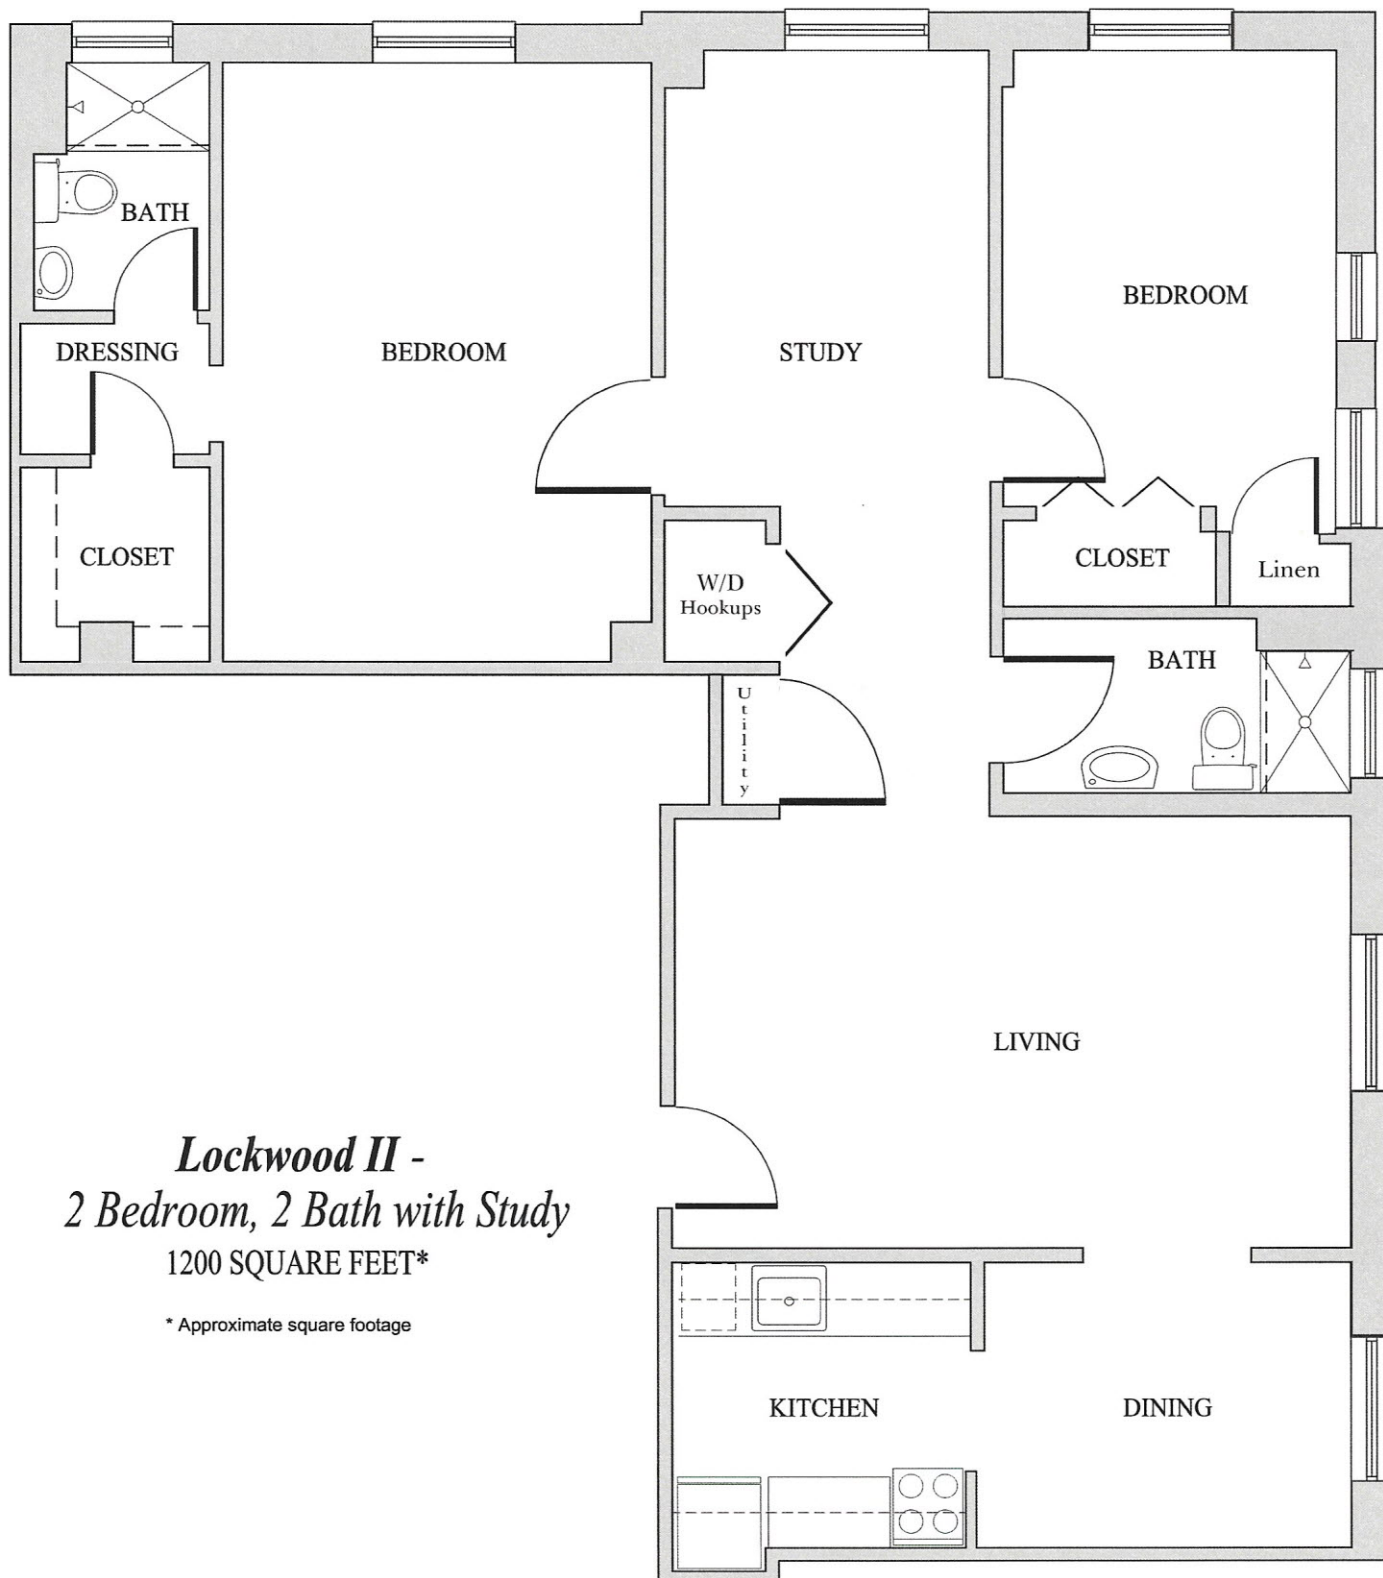 BATH
BEDROOM
DRESSING
BEDROOM
STUDY
CLOSET
W/D
Hookups
CLOSET
Linen
BATH
Utility
LIVING
Lockwood II -
2 Bedroom, 2 Bath with Study
1200 SQUARE FEET*
* Approximate square footage
KITCHEN
DINING